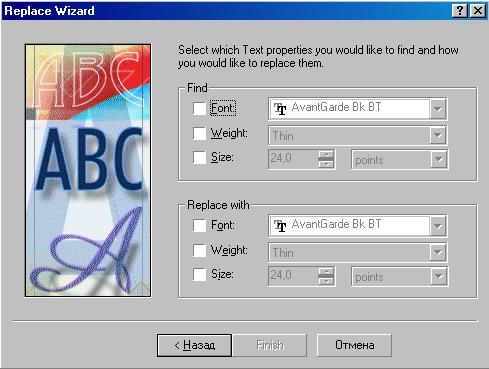 Replace Wizard
ABC
ABC
A
Select which Text properties you would like to find and how
you would like to replace them.
Find
Font: AvantGarde Bk BT
Weight: Thin
Size: 24,0 points
Replace with
Font: AvantGarde Bk BT
Weight: Thin
Size: 24,0 points
< Назад Finish Отмена